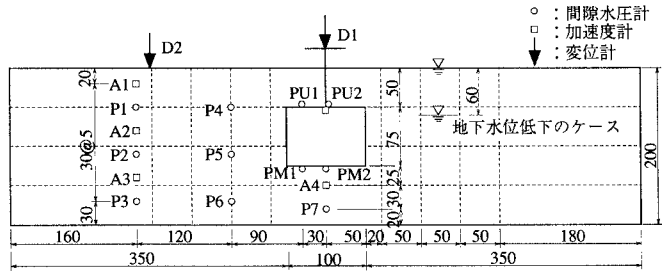 ○ : 間隙水圧計
□ : 加速度計
: 変位計
D1
D2
20
A1
P1
A2
P2
A3
P3
30@5
30
P4
P5
P6
PU1
PU2
PM1
PM2
A4
P7
50
75
25
30
20
60
地下水位低下のケース
200
160
120
90
30
50
20
50
50
50
180
350
100
350